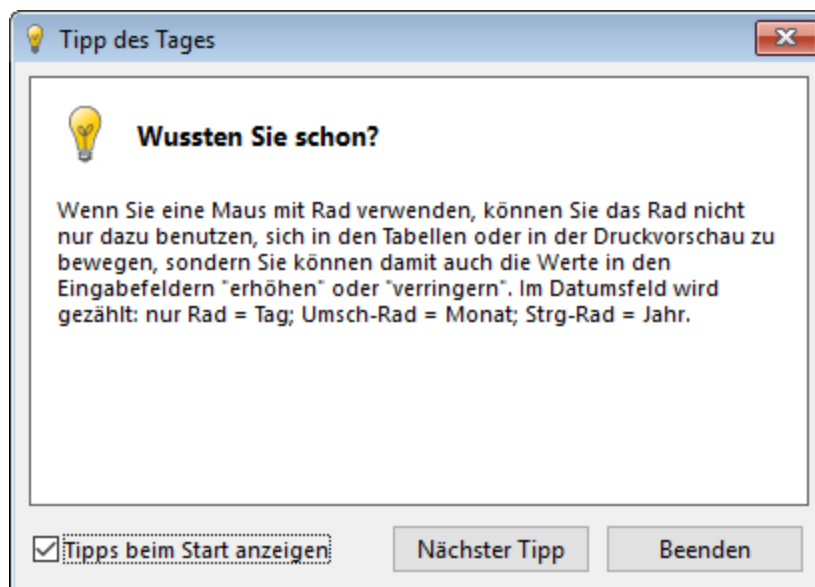 Tipp des Tages
Wussten Sie schon?
Wenn Sie eine Maus mit Rad verwenden, können Sie das Rad nicht
nur dazu benutzen, sich in den Tabellen oder in der Druckvorschau zu
bewegen, sondern Sie können damit auch die Werte in den
Eingabefeldern "erhöhen" oder "verringern". Im Datumsfeld wird
gezählt: nur Rad = Tag; Umsch-Rad = Monat; Strg-Rad = Jahr.
Tipps beim Start anzeigen
Nächster Tipp
Beenden